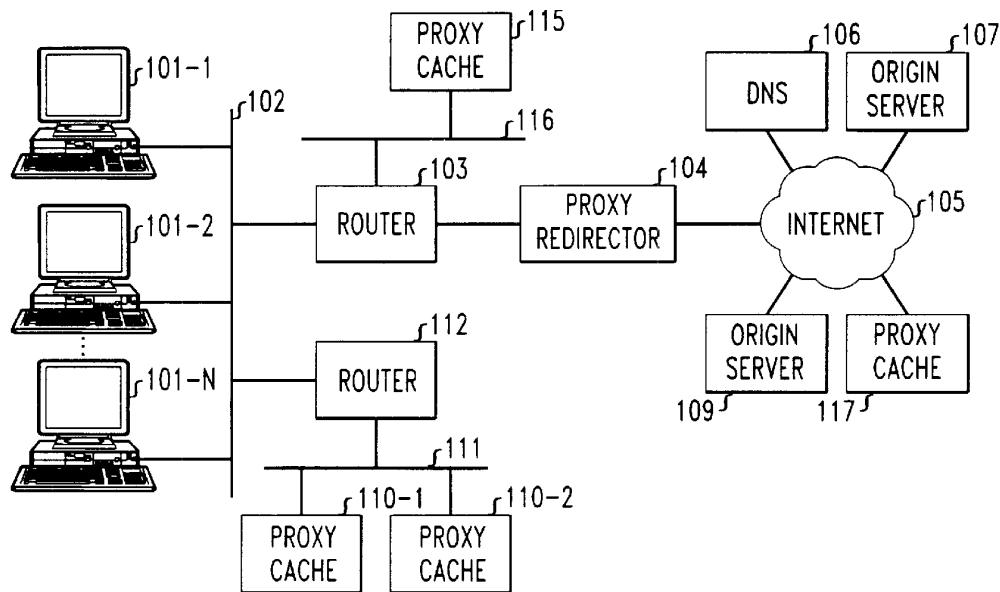 101-1
102
PROXY
CACHE
115
116
106
DNS
107
ORIGIN
SERVER
101-2
103
ROUTER
104
PROXY
REDIRECTOR
INTERNET
105
101-N
112
ROUTER
ORIGIN
SERVER
109
PROXY
CACHE
117
111
110-1
PROXY
CACHE
110-2
PROXY
CACHE